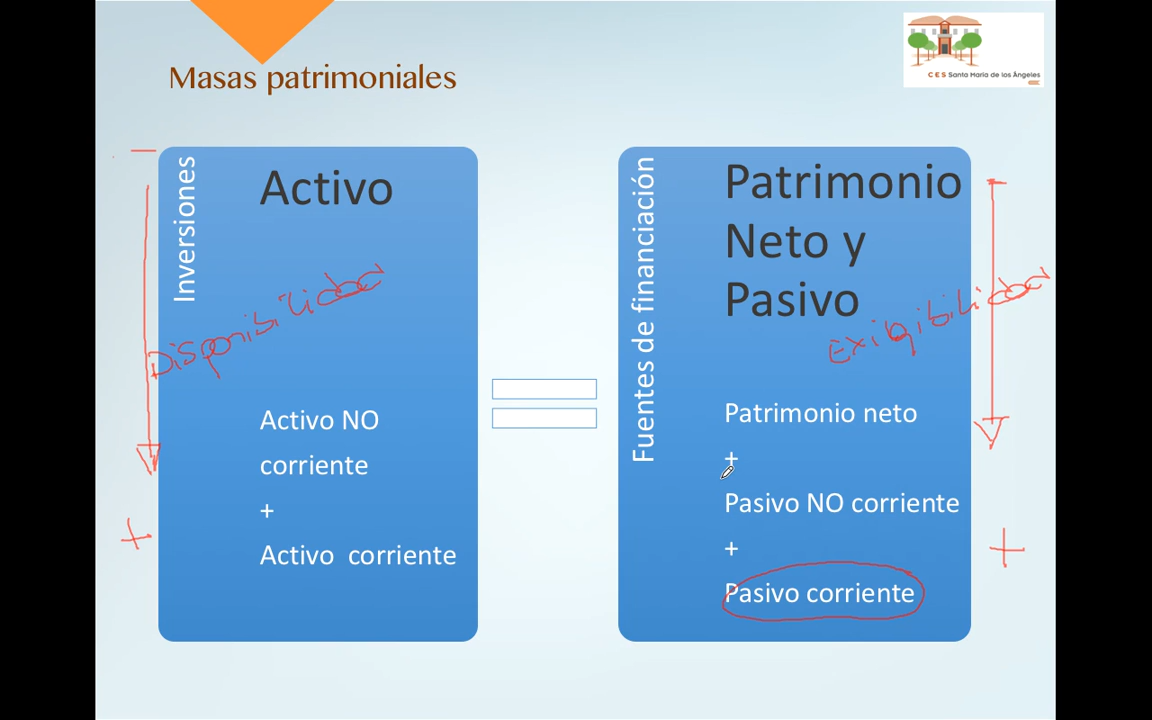 Masas patrimoniales
C E S Santa María de los Ángeles
−
Inversiones
Activo
Disponibilidad
Activo NO
corriente
+
Activo corriente
+
=
Fuentes de financiación
Patrimonio
Neto y
Pasivo
Exigibilidad
Patrimonio neto
+
Pasivo NO corriente
+
Pasivo corriente
+